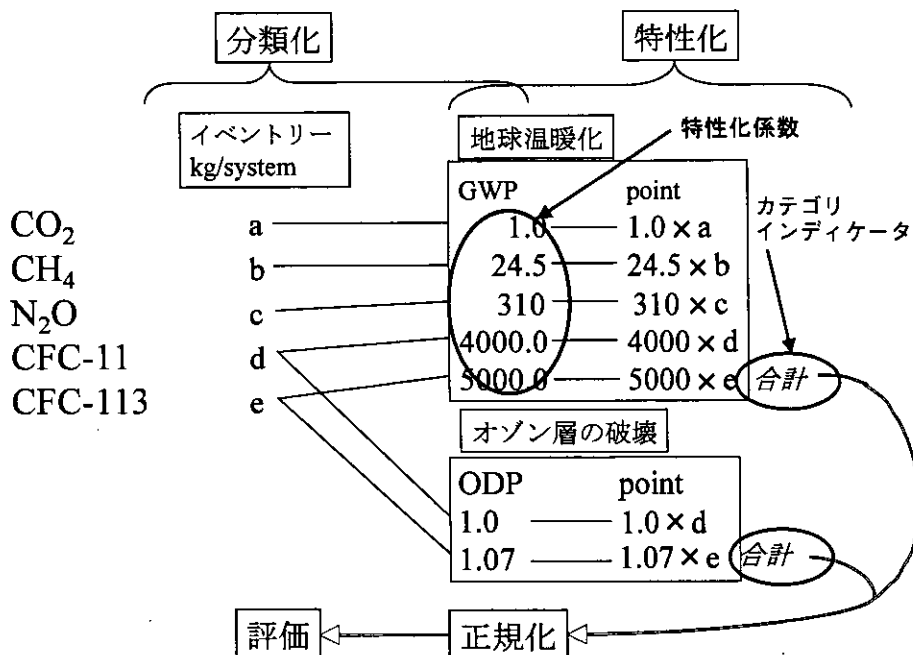 分類化
特性化
イベントリー
kg/system
地球温暖化
特性化係数
GWP point
カテゴリ
インディケータ
CO₂ a 1.0 1.0×a
CH₄ b 24.5 24.5×b
N₂O c 310 310×c
CFC-11 d 4000.0 4000×d
CFC-113 e 5000.0 5000×e 合計
オゾン層の破壊
ODP point
1.0 1.0×d
1.07 1.07×e 合計
評価 正規化